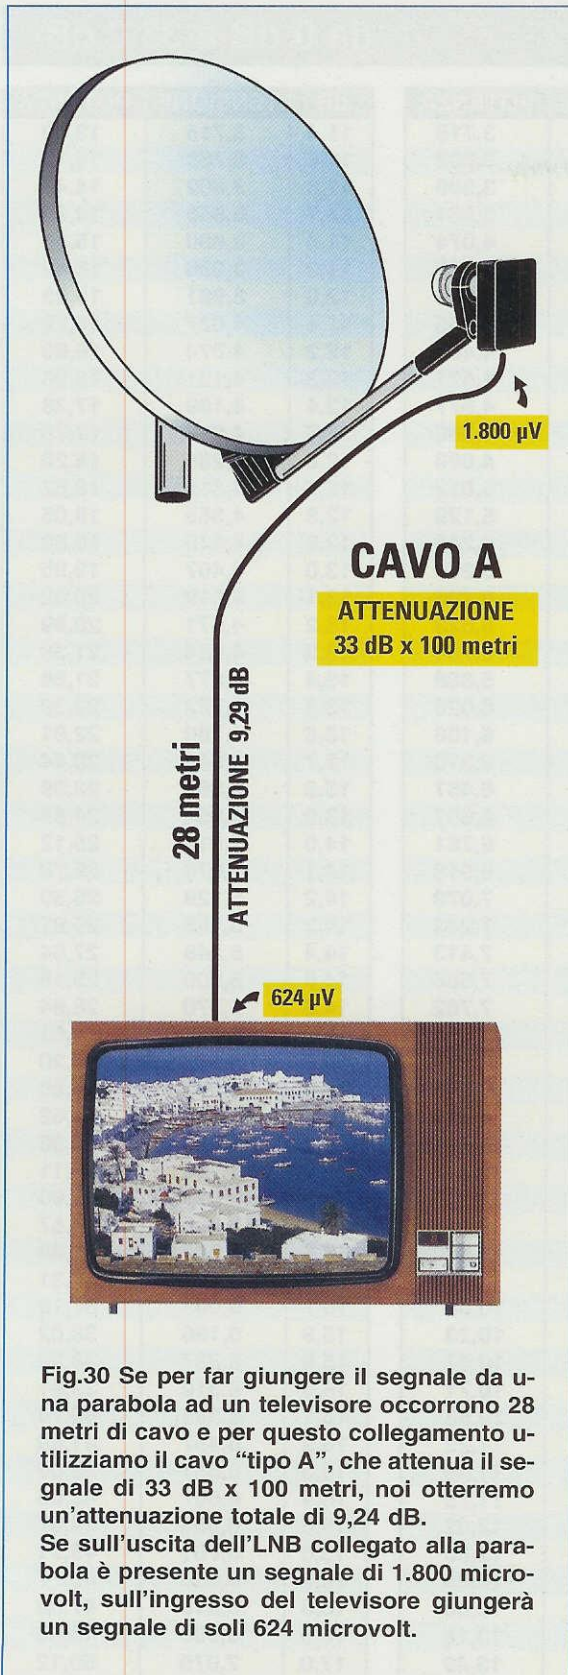 1.800 µV
CAVO A
ATTENUAZIONE
33 dB x 100 metri
28 metri
ATTENUAZIONE 9,29 dB
624 µV
Fig.30 Se per far giungere il segnale da u-
na parabola ad un televisore occorrono 28
metri di cavo e per questo collegamento u-
tilizziamo il cavo “tipo A”, che attenua il se-
gnale di 33 dB x 100 metri, noi otterremo
un'attenuazione totale di 9,24 dB.
Se sull'uscita dell'LNB collegato alla para-
bola è presente un segnale di 1.800 micro-
volt, sull'ingresso del televisore giungerà
un segnale di soli 624 microvolt.